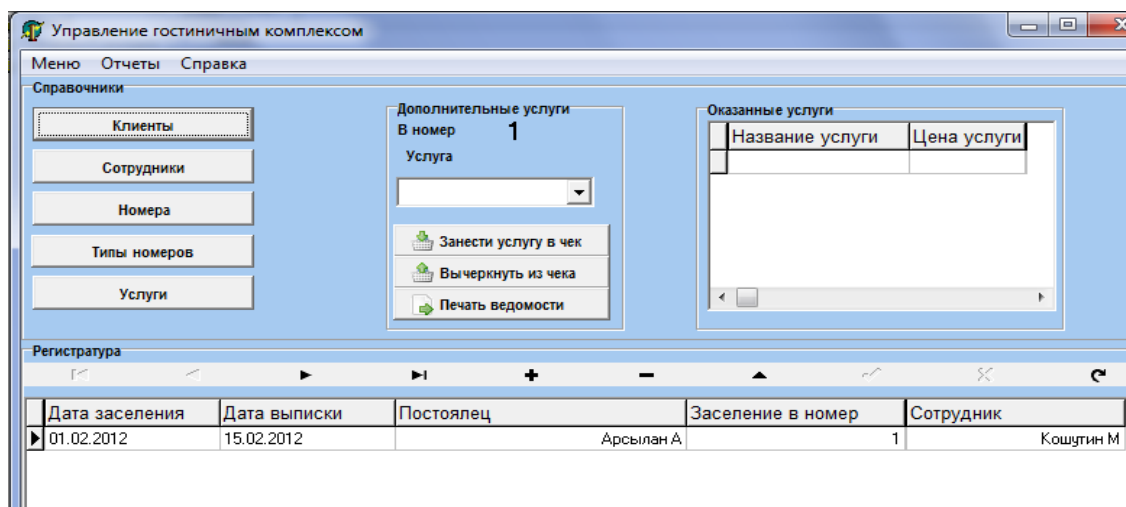 Управление гостиничным комплексом
Меню Отчеты Справка
Справочники
Клиенты
Сотрудники
Номера
Типы номеров
Услуги
Дополнительные услуги
В номер 1
Услуга
Занести услугу в чек
Вычеркнуть из чека
Печать ведомости
Оказанные услуги
Название услуги Цена услуги
Регистратура
Дата заселения Дата выписки Постоялец Заселение в номер Сотрудник
01.02.2012 15.02.2012 Арсылан А 1 Кошутин М